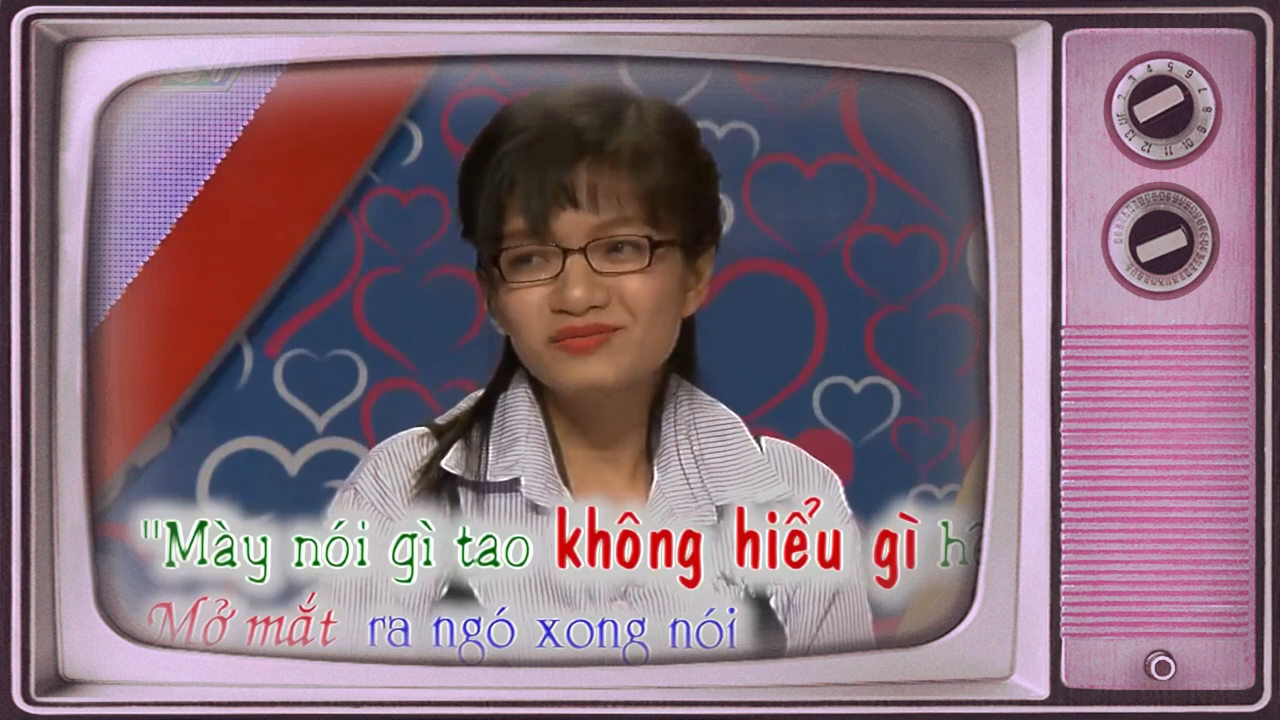 "Mày nói gì tao không hiểu gì
Mở mắt ra ngó xong nói